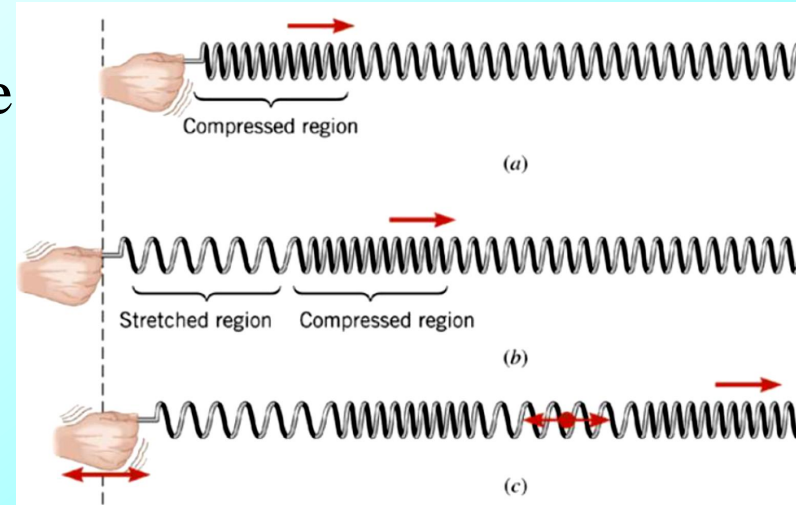 e
Compressed region
(a)
Stretched region Compressed region
(b)
(c)